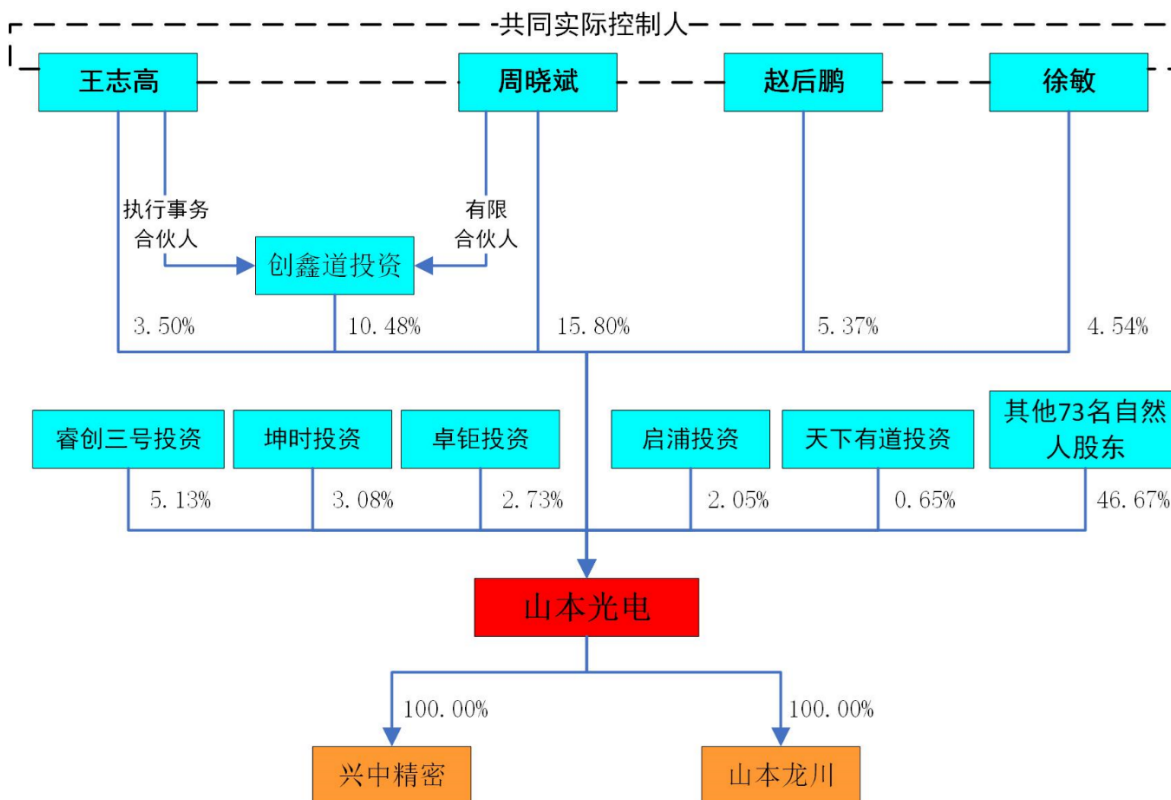 共同实际控制人
王志高
周晓斌
赵后鹏
徐敏
执行事务
合伙人
有限
合伙人
创鑫道投资
3.50%
10.48%
15.80%
5.37%
4.54%
睿创三号投资
坤时投资
卓钜投资
启浦投资
天下有道投资
其他73名自然
人股东
5.13%
3.08%
2.73%
2.05%
0.65%
46.67%
山本光电
100.00%
100.00%
兴中精密
山本龙川